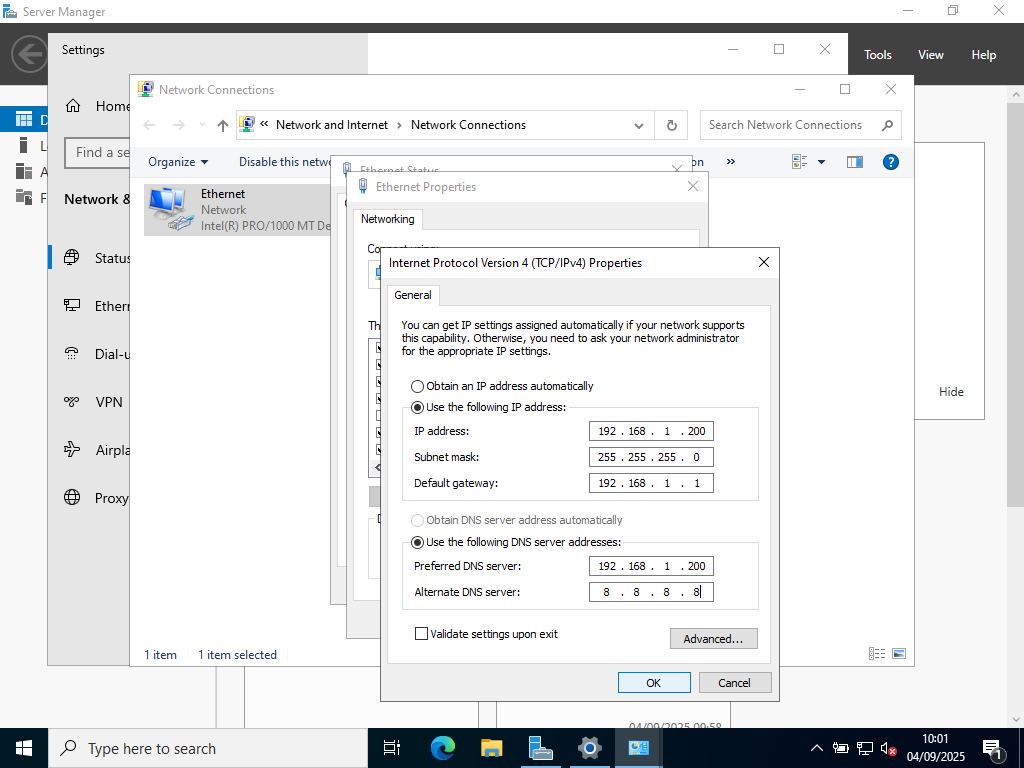 Server Manager
Settings
Tools
View
Help
Network Connections
Home
Network and Internet
Network Connections
Search Network Connections
Find a se
Organize
Disable this netwo
on
»
Ethernet Status
Ethernet Properties
Ethernet
Network
Intel(R) PRO/1000 MT De
Network &
Networking
Connect using:
Status
Internet Protocol Version 4 (TCP/IPv4) Properties
General
Ethern
You can get IP settings assigned automatically if your network supports
this capability. Otherwise, you need to ask your network administrator
for the appropriate IP settings.
Th
Dial-u
Obtain an IP address automatically
Hide
VPN
Use the following IP address:
IP address:
192 . 168 . 1 . 200
Airpla
Subnet mask:
255 . 255 . 255 . 0
Default gateway:
192 . 168 . 1 . 1
Proxy
Obtain DNS server address automatically
Use the following DNS server addresses:
Preferred DNS server:
192 . 168 . 1 . 200
Alternate DNS server:
8 . 8 . 8 . 8
Validate settings upon exit
Advanced...
1 item
1 item selected
OK
Cancel
04/09/2025 09:58
Type here to search
10:01
04/09/2025
1